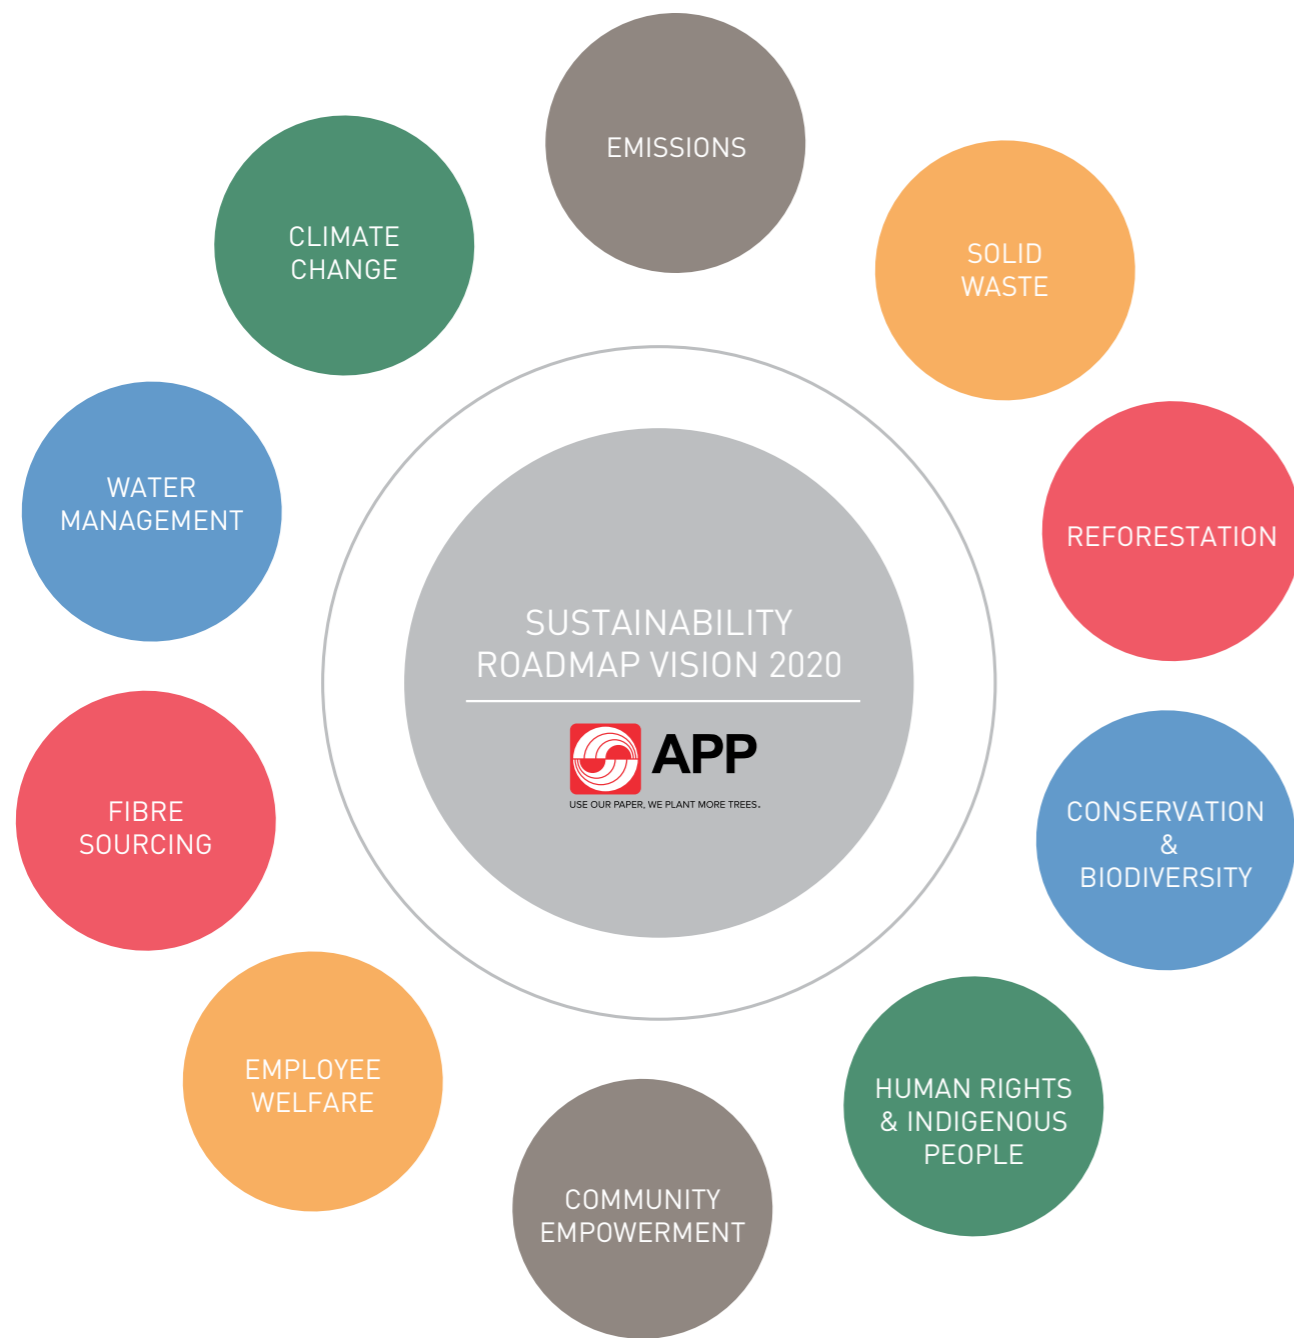 EMISSIONS
SOLID
WASTE
REFORESTATION
CONSERVATION
&
BIODIVERSITY
HUMAN RIGHTS
& INDIGENOUS
PEOPLE
COMMUNITY
EMPOWERMENT
EMPLOYEE
WELFARE
FIBRE
SOURCING
WATER
MANAGEMENT
CLIMATE
CHANGE
SUSTAINABILITY
ROADMAP VISION 2020
APP
USE OUR PAPER, WE PLANT MORE TREES.